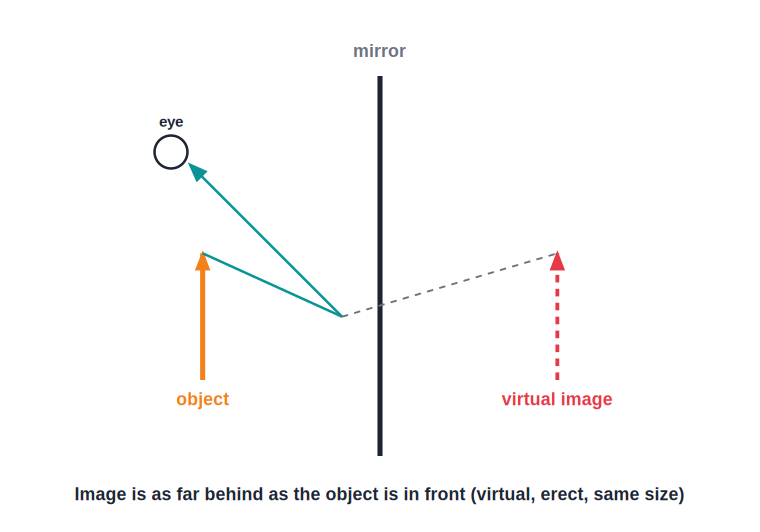 mirror
eye
object
virtual image
Image is as far behind as the object is in front (virtual, erect, same size)